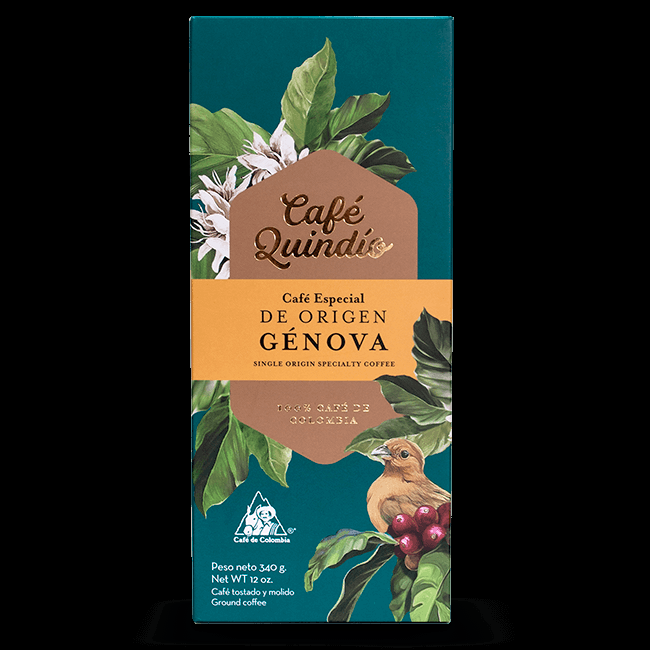 Café
Quindío
Café Especial
DE ORIGEN
GÉNOVA
SINGLE ORIGIN SPECIALTY COFFEE
100% CAFÉ DE
COLOMBIA
Café de Colombia
®
Peso neto 340 g.
Net WT 12 oz.
Café tostado y molido
Ground coffee